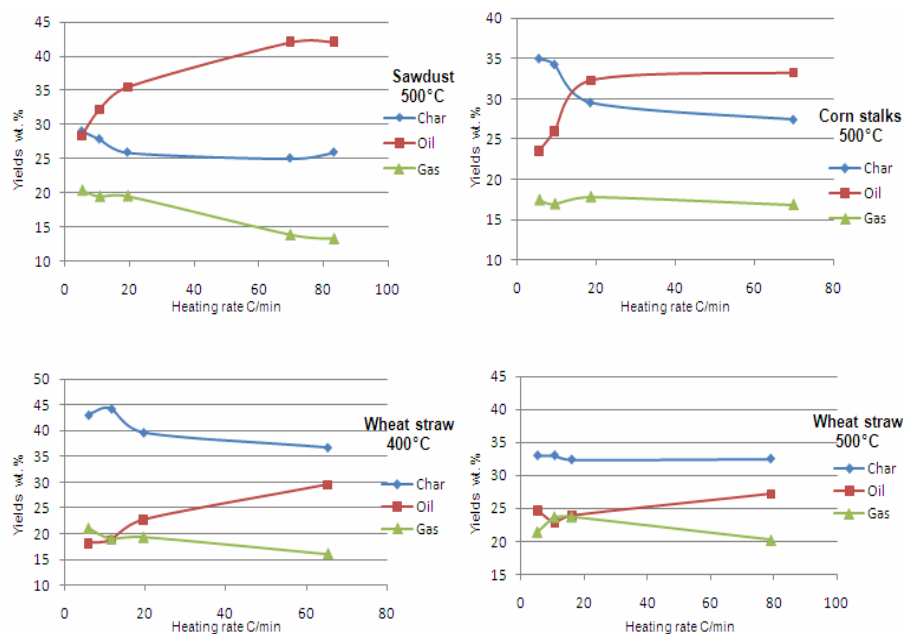 Yields wt. %
45
40
35
30
25
20
15
10
0 20 40 60 80 100
Heating rate C/min
Sawdust
500°C
Char
Oil
Gas
Yields wt. %
40
35
30
25
20
15
10
0 20 40 60 80
Heating rate C/min
Corn stalks
500°C
Char
Oil
Gas
Yields wt. %
50
45
40
35
30
25
20
15
10
0 20 40 60 80
Heating rate C/min
Wheat straw
400°C
Char
Oil
Gas
Yields wt. %
45
40
35
30
25
20
15
0 20 40 60 80 100
Heating rate C/min
Wheat straw
500°C
Char
Oil
Gas